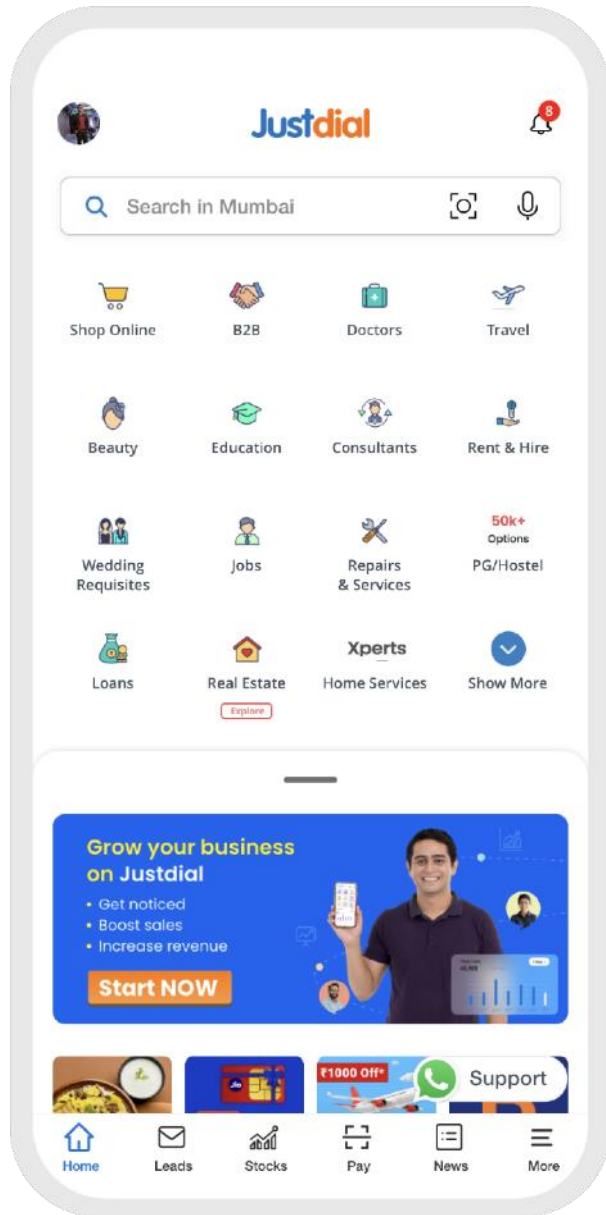 8
Justdial
Search in Mumbai
Shop Online
B2B
Doctors
Travel
Beauty
Education
Consultants
Rent & Hire
50k+
Options
Wedding
Requisites
Jobs
Repairs
& Services
PG/Hostel
Xperts
Loans
Real Estate
Home Services
Show More
Explore
Grow your business
on Justdial
• Get noticed
• Boost sales
• Increase revenue
Start NOW
Jio
₹1000 Off*
Support
Home
Leads
Stocks
Pay
News
More